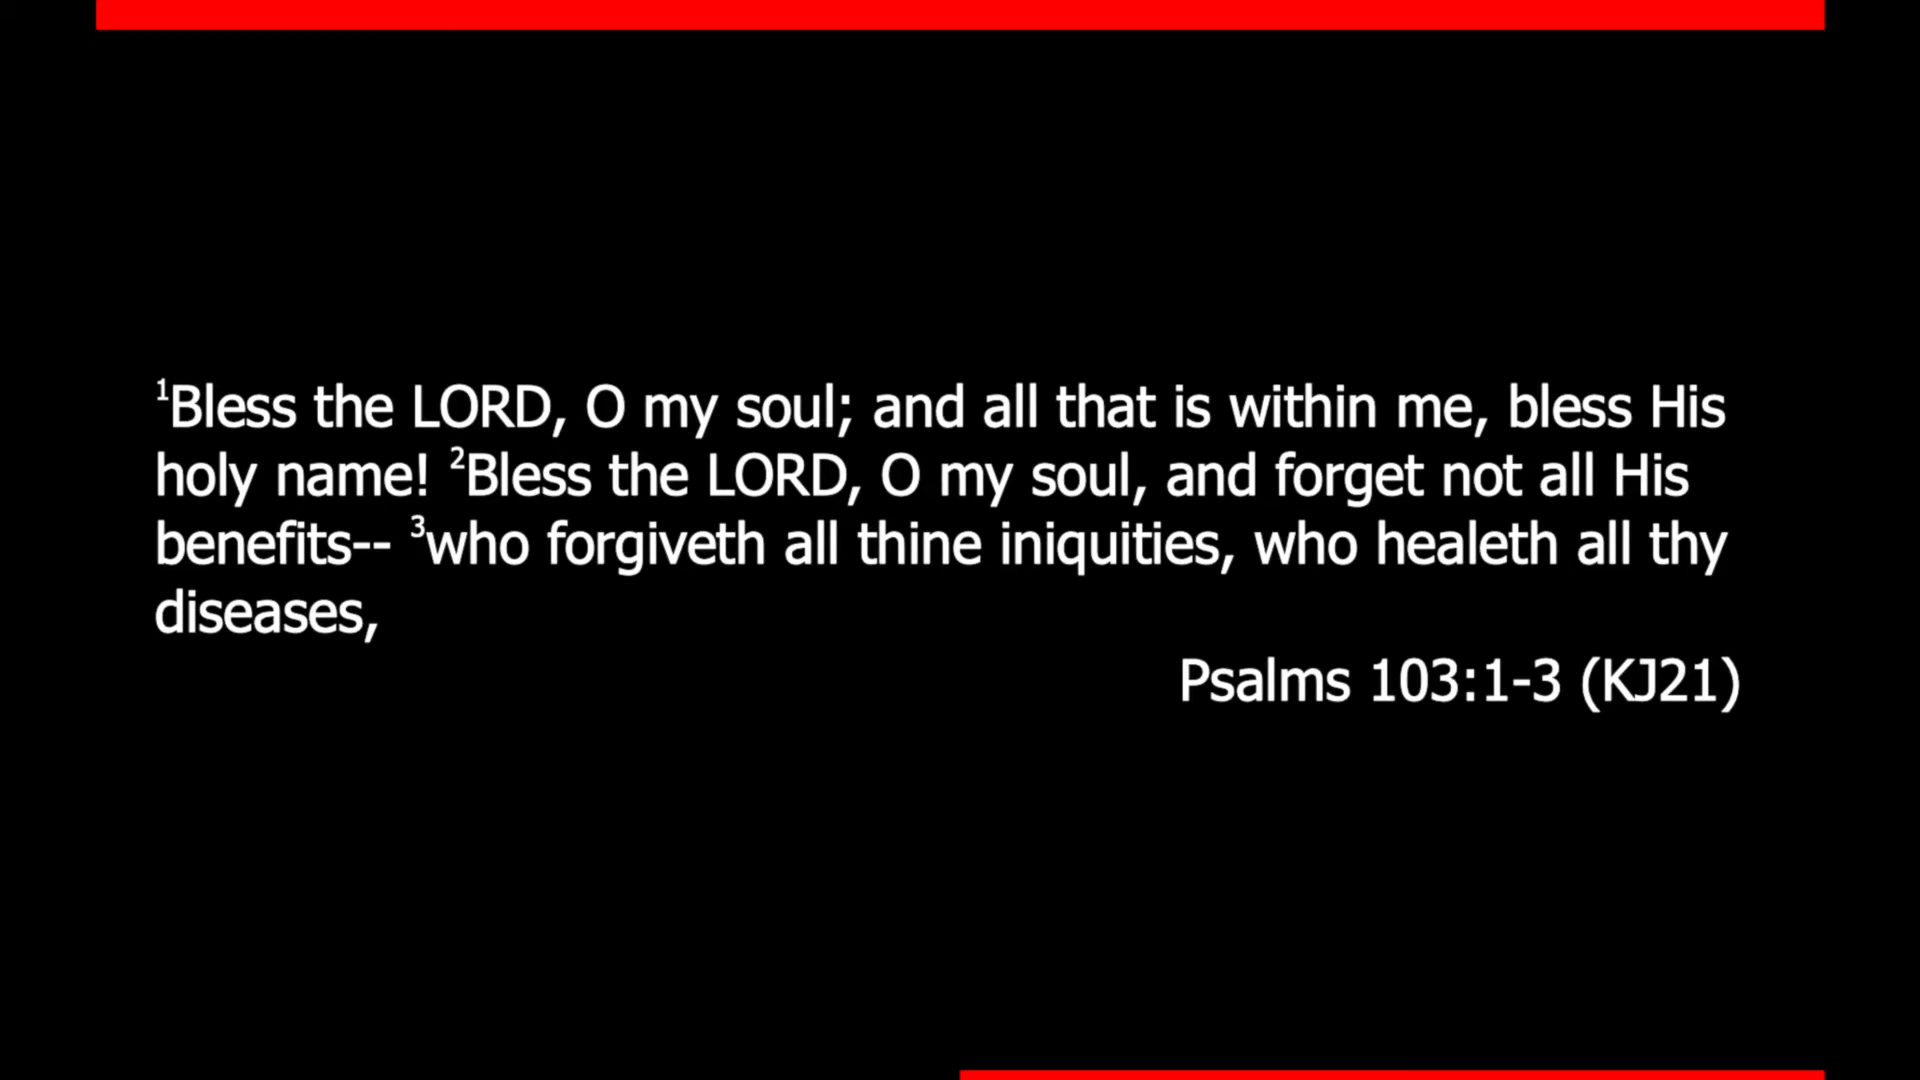 ¹Bless the LORD, O my soul; and all that is within me, bless His
holy name! ²Bless the LORD, O my soul, and forget not all His
benefits-- ³who forgiveth all thine iniquities, who healeth all thy
diseases,
Psalms 103:1-3 (KJ21)